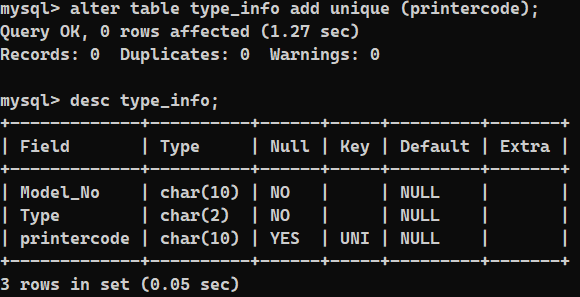 mysql> alter table type_info add unique (printercode);
Query OK, 0 rows affected (1.27 sec)
Records: 0  Duplicates: 0  Warnings: 0

mysql> desc type_info;
+-------------+----------+------+-----+---------+-------+
| Field       | Type     | Null | Key | Default | Extra |
+-------------+----------+------+-----+---------+-------+
| Model_No    | char(10) | NO   |     | NULL    |       |
| Type        | char(2)  | NO   |     | NULL    |       |
| printercode | char(10) | YES  | UNI | NULL    |       |
+-------------+----------+------+-----+---------+-------+
3 rows in set (0.05 sec)